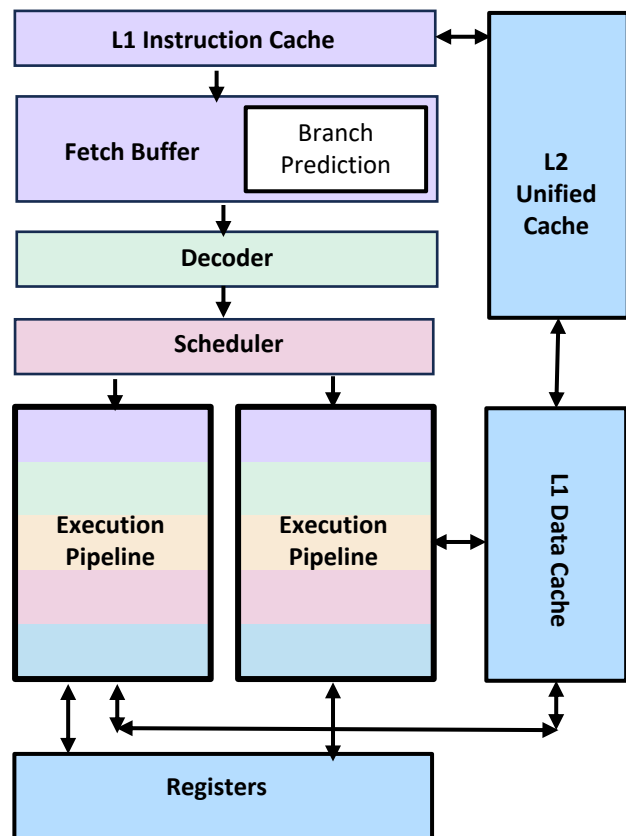 L1 Instruction Cache
Fetch Buffer
Branch
Prediction
L2
Unified
Cache
Decoder
Scheduler
Execution
Pipeline
Execution
Pipeline
L1 Data Cache
Registers